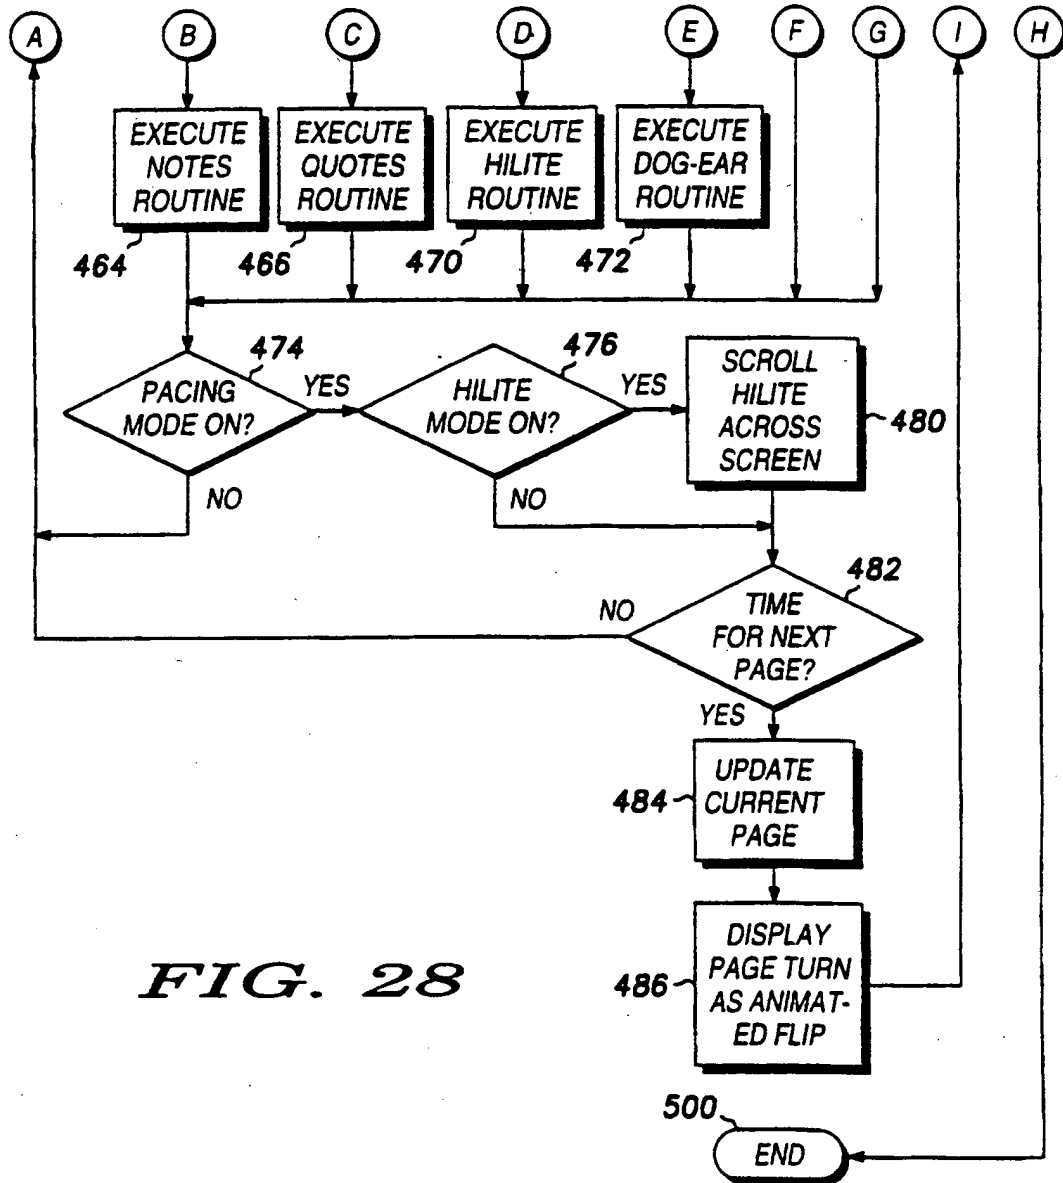 A B C D E F G I H
EXECUTE
NOTES
ROUTINE
464
EXECUTE
QUOTES
ROUTINE
466
EXECUTE
HILITE
ROUTINE
470
EXECUTE
DOG-EAR
ROUTINE
472
PACING
MODE ON?
474
YES
NO
HILITE
MODE ON?
476
YES
NO
SCROLL
HILITE
ACROSS
SCREEN
480
TIME
FOR NEXT
PAGE?
482
NO
YES
UPDATE
CURRENT
PAGE
484
DISPLAY
PAGE TURN
AS ANIMAT-
ED FLIP
486
FIG. 28
500
END